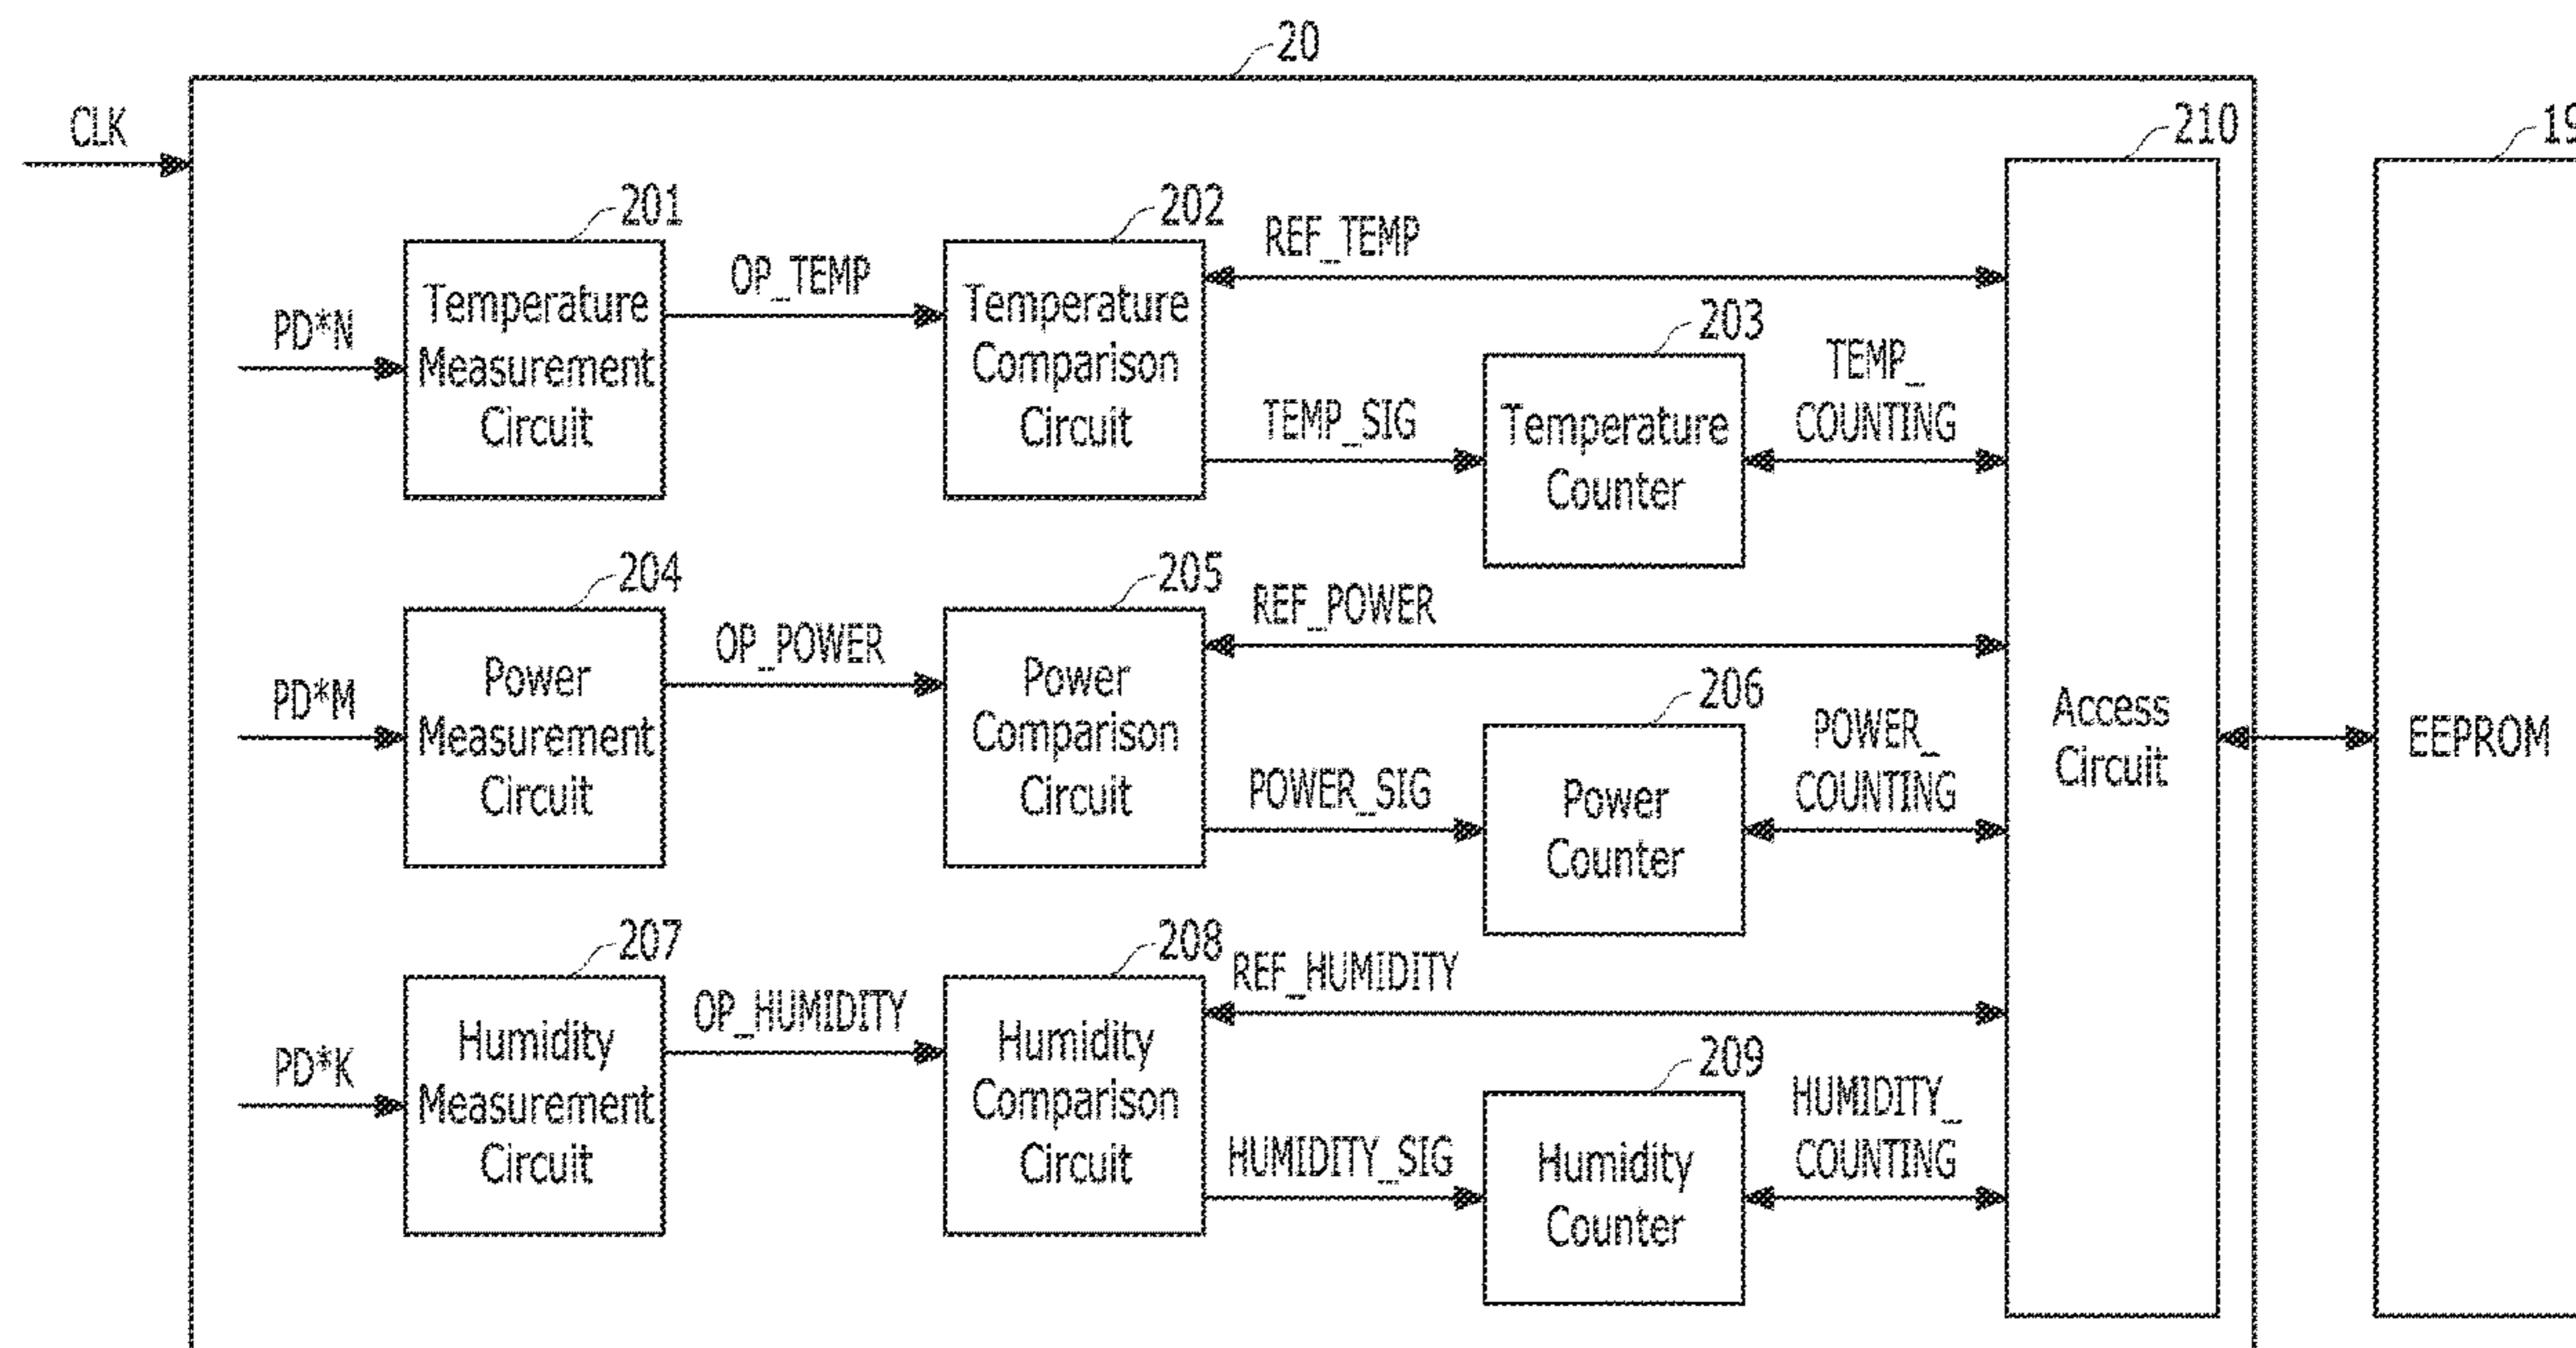 20
CLK
210
19
201
202
REF_TEMP
OP_TEMP
Temperature
Measurement
Circuit
Temperature
Comparison
Circuit
PD*N
203
TEMP_
COUNTING
TEMP_SIG
Temperature
Counter
204
205
REF_POWER
OP_POWER
Power
Measurement
Circuit
Power
Comparison
Circuit
PD*M
206
POWER_
COUNTING
POWER_SIG
Power
Counter
Access
Circuit
EEPROM
207
208
REF_HUMIDITY
OP_HUMIDITY
Humidity
Measurement
Circuit
Humidity
Comparison
Circuit
PD*K
209
HUMIDITY_
COUNTING
HUMIDITY_SIG
Humidity
Counter